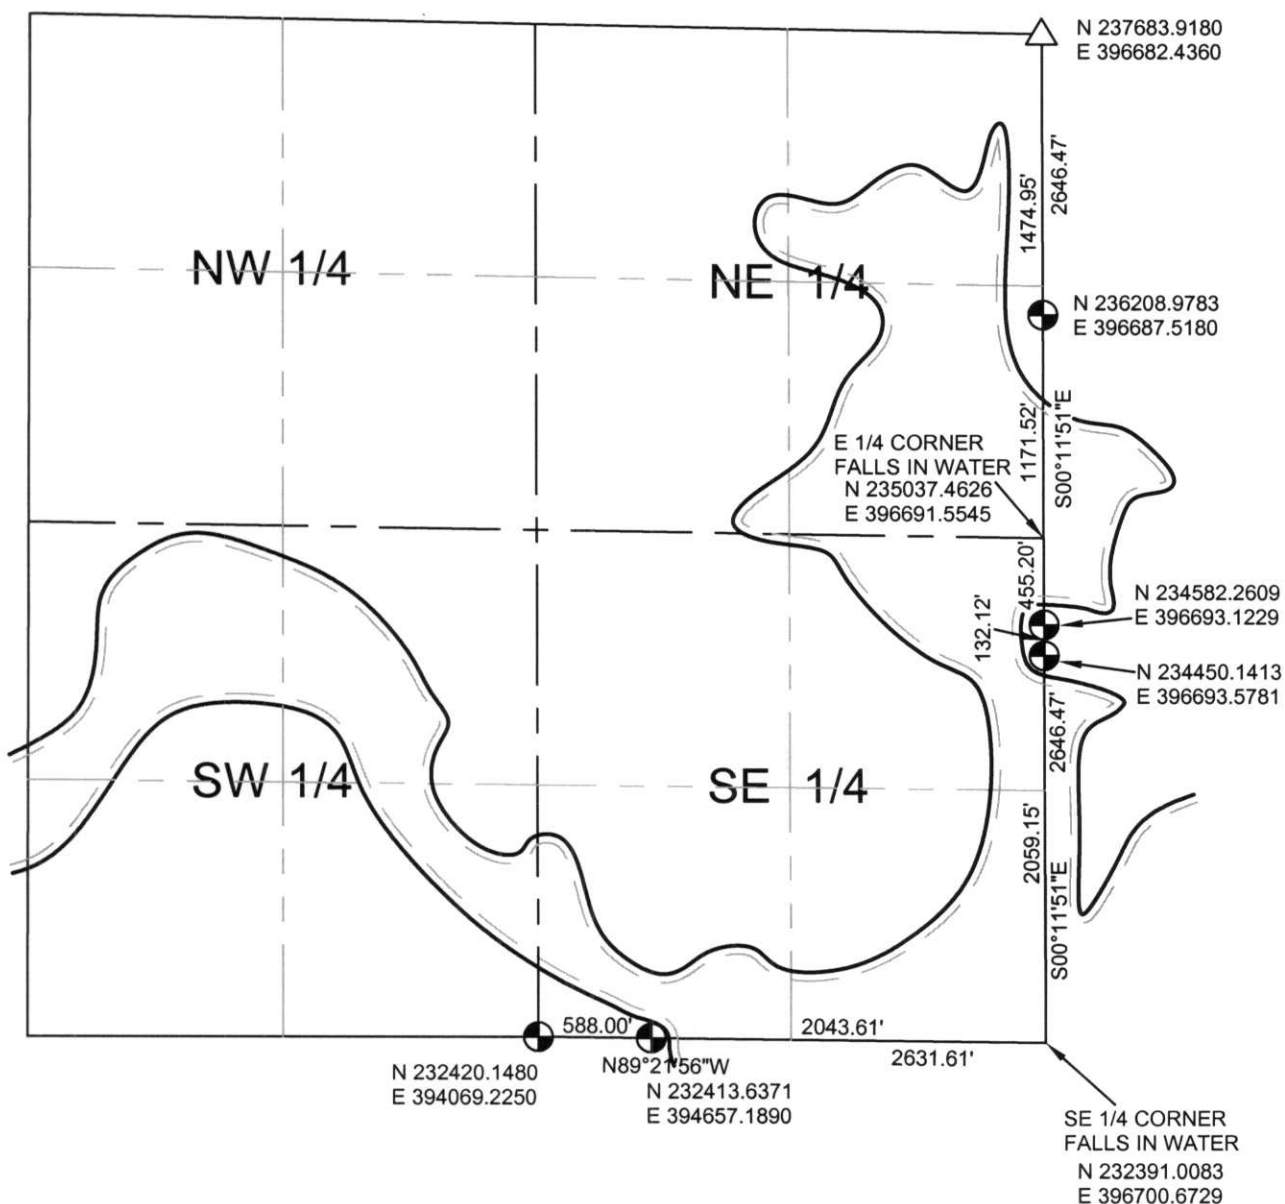 N 237683.9180
E 396682.4360
2646.47'
1474.95'
NW 1/4
NE 1/4
N 236208.9783
E 396687.5180
S00°11'51"E
1171.52'
E 1/4 CORNER
FALLS IN WATER
N 235037.4626
E 396691.5545
455.20'
N 234582.2609
E 396693.1229
132.12'
N 234450.1413
E 396693.5781
2646.47'
SW 1/4
SE 1/4
2059.15'
S00°11'51"E
588.00'
2043.61'
N89°21'56"W
2631.61'
N 232420.1480
E 394069.2250
N 232413.6371
E 394657.1890
SE 1/4 CORNER
FALLS IN WATER
N 232391.0083
E 396700.6729